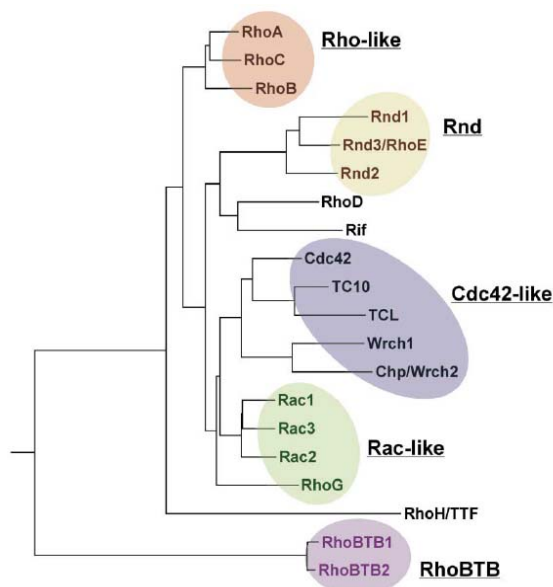 RhoA
Rho-like
RhoC
RhoB
Rnd1
Rnd
Rnd3/RhoE
Rnd2
RhoD
Rif
Cdc42
TC10
Cdc42-like
TCL
Wrch1
Chp/Wrch2
Rac1
Rac3
Rac-like
Rac2
RhoG
RhoH/TTF
RhoBTB1
RhoBTB2
RhoBTB